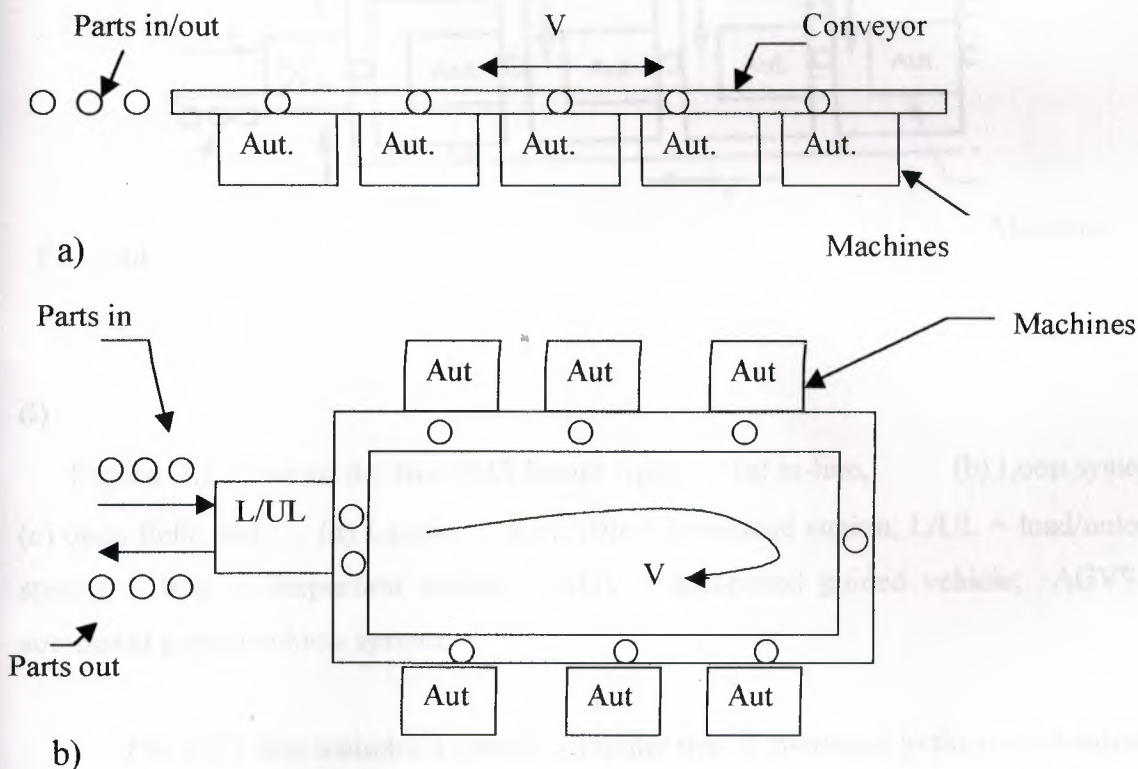 Parts in/out
V
Conveyor
Aut.
Aut.
Aut.
Aut.
Aut.
a)
Machines
Parts in
Machines
Aut
Aut
Aut
L/UL
V
Parts out
Aut
Aut
Aut
b)